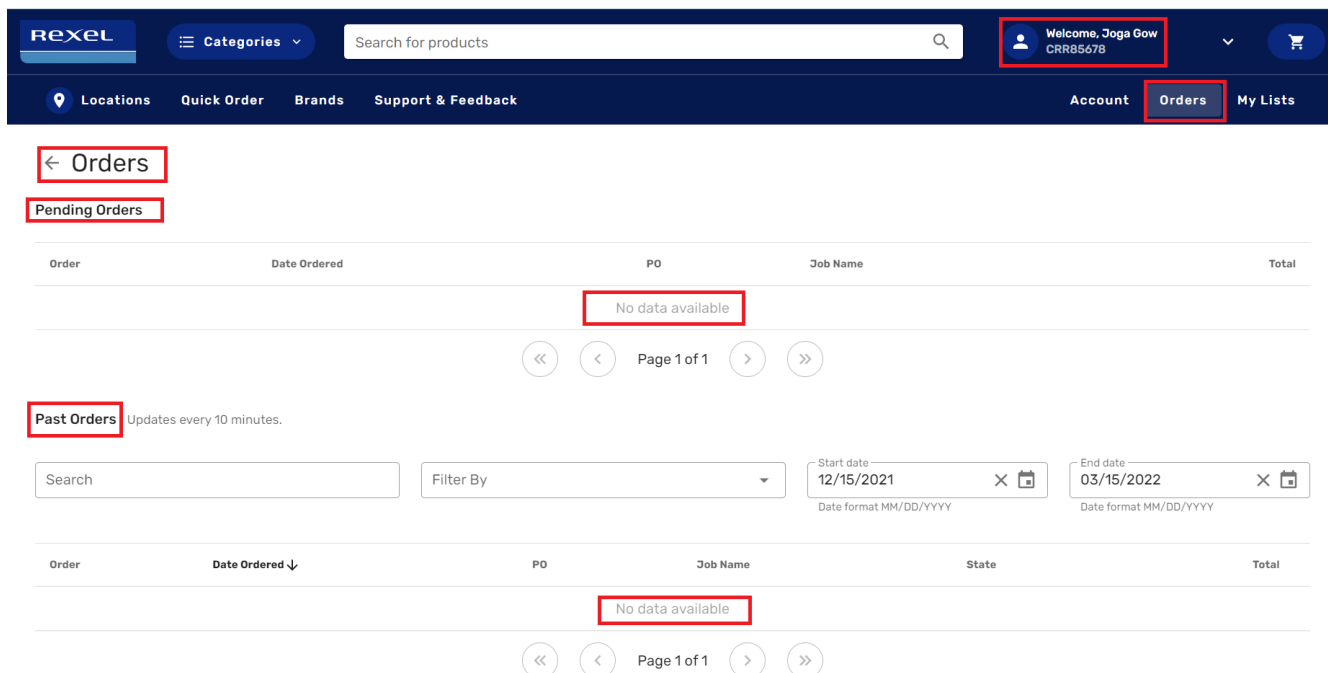 Rexel
Categories
Search for products
Welcome, Joga Gow
CRR85678
Locations Quick Order Brands Support & Feedback Account Orders My Lists
Orders
Pending Orders
Order Date Ordered PO Job Name Total
No data available
Page 1 of 1
Past Orders Updates every 10 minutes.
Search
Filter By
Start date
12/15/2021
Date format MM/DD/YYYY
End date
03/15/2022
Date format MM/DD/YYYY
Order Date Ordered PO Job Name State Total
No data available
Page 1 of 1